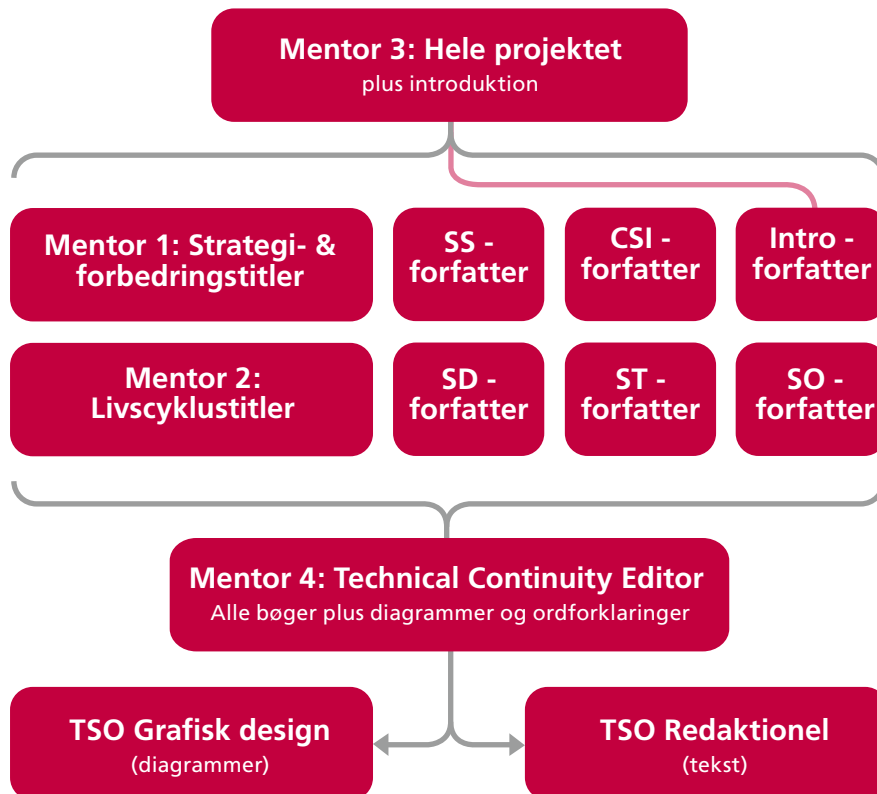 Mentor 3: Hele projektet
plus introduktion
Mentor 1: Strategi- &
forbedringstitler
SS -
forfatter
CSI -
forfatter
Intro -
forfatter
Mentor 2:
Livscyklustitler
SD -
forfatter
ST -
forfatter
SO -
forfatter
Mentor 4: Technical Continuity Editor
Alle bøger plus diagrammer og ordforklaringer
TSO Grafisk design
(diagrammer)
TSO Redaktionel
(tekst)